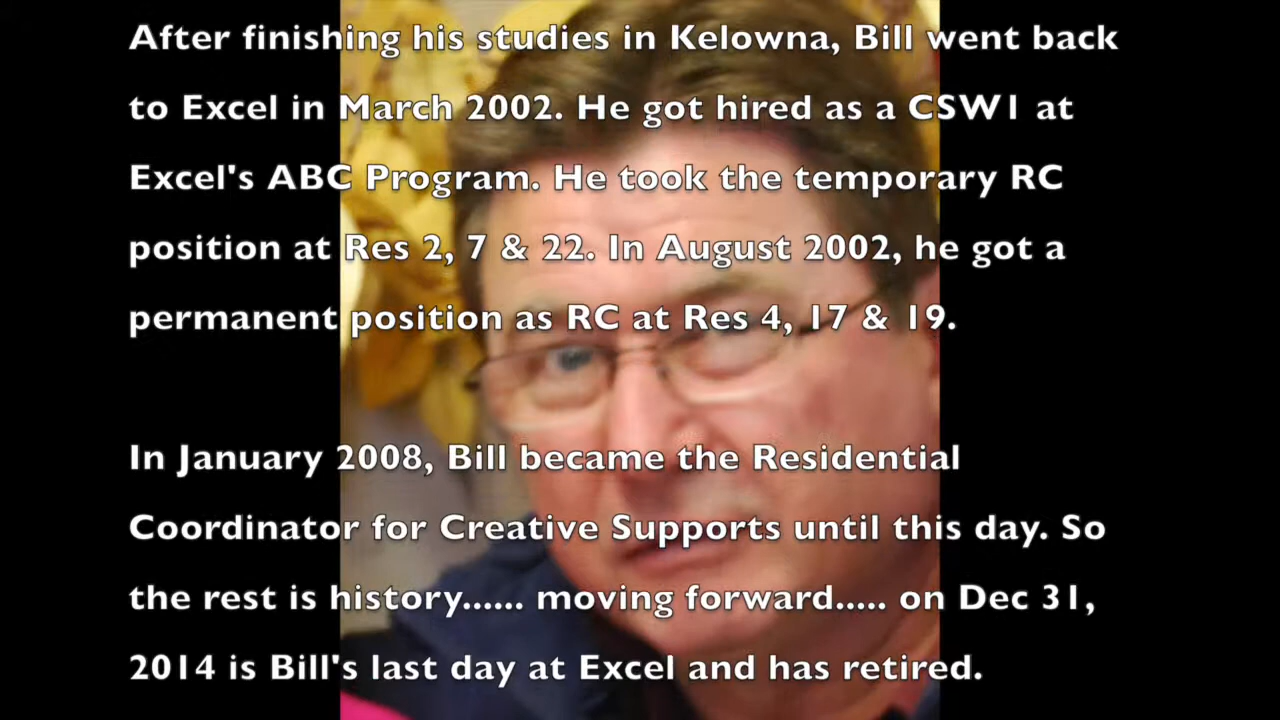 After finishing his studies in Kelowna, Bill went back
to Excel in March 2002. He got hired as a CSW1 at
Excel's ABC Program. He took the temporary RC
position at Res 2, 7 & 22. In August 2002, he got a
permanent position as RC at Res 4, 17 & 19.
In January 2008, Bill became the Residential
Coordinator for Creative Supports until this day. So
the rest is history...... moving forward..... on Dec 31,
2014 is Bill's last day at Excel and has retired.